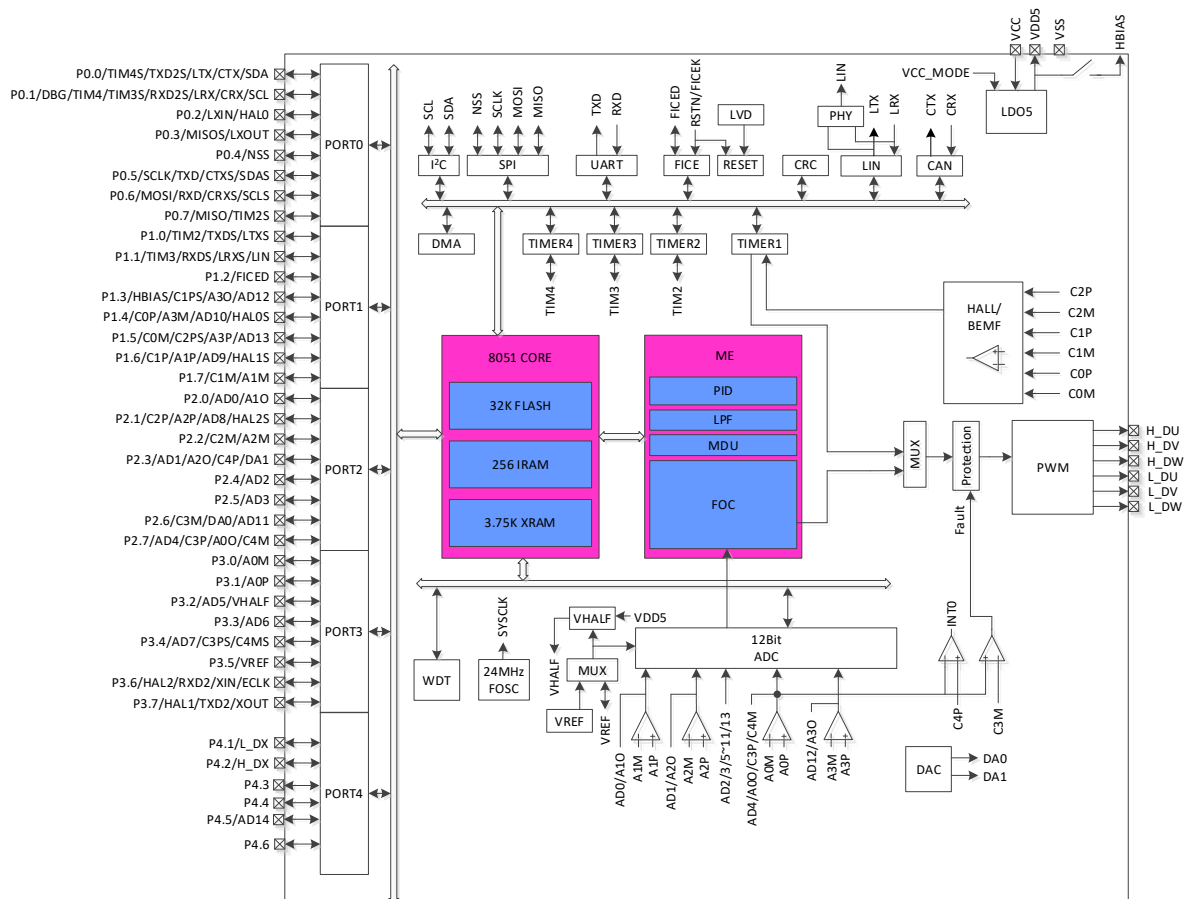 VCC
VDD5
VSS
HBIAS
P0.0/TIM4S/TXD2S/LTX/CTX/SDA
P0.1/DBG/TIM4/TIM3S/RXD2S/LRX/CRX/SCL
P0.2/LXIN/HAL0
P0.3/MISOS/LXOUT
P0.4/NSS
P0.5/SCLK/TXD/CTXS/SDAS
P0.6/MOSI/RXD/CRXS/SCLS
P0.7/MISO/TIM2S
PORT0
P1.0/TIM2/TXDS/LTXS
P1.1/TIM3/RXDS/LRXS/LIN
P1.2/FICED
P1.3/HBIAS/C1PS/A3O/AD12
P1.4/C0P/A3M/AD10/HAL0S
P1.5/C0M/C2PS/A3P/AD13
P1.6/C1P/A1P/AD9/HAL1S
P1.7/C1M/A1M
PORT1
P2.0/AD0/A1O
P2.1/C2P/A2P/AD8/HAL2S
P2.2/C2M/A2M
P2.3/AD1/A2O/C4P/DA1
P2.4/AD2
P2.5/AD3
P2.6/C3M/DA0/AD11
P2.7/AD4/C3P/A0O/C4M
PORT2
P3.0/A0M
P3.1/A0P
P3.2/AD5/VHALF
P3.3/AD6
P3.4/AD7/C3PS/C4MS
P3.5/VREF
P3.6/HAL2/RXD2/XIN/ECLK
P3.7/HAL1/TXD2/XOUT
PORT3
P4.1/L_DX
P4.2/H_DX
P4.3
P4.4
P4.5/AD14
P4.6
PORT4
VCC_MODE
LDO5
SCL
SDA
NSS
SCLK
MOSI
MISO
TXD
RXD
FICED
RSTN/FICEK
LVD
LIN
PHY
LTX
LRX
CTX
CRX
I²C
SPI
UART
FICE
RESET
CRC
LIN
CAN
DMA
TIMER4
TIMER3
TIMER2
TIMER1
TIM4
TIM3
TIM2
HALL/
BEMF
C2P
C2M
C1P
C1M
C0P
C0M
8051 CORE
32K FLASH
256 IRAM
3.75K XRAM
ME
PID
LPF
MDU
FOC
MUX
Protection
Fault
PWM
H_DU
H_DV
H_DW
L_DU
L_DV
L_DW
WDT
SYSCLK
24MHz
FOSC
VHALF
VDD5
VHALF
MUX
VREF
VREF
12Bit
ADC
AD0/A1O
A1M
A1P
AD1/A2O
A2M
A2P
AD2/3/5~11/13
AD4/A0O/C3P/C4M
A0M
A0P
AD12/A3O
A3M
A3P
INT0
C4P
C3M
DAC
DA0
DA1